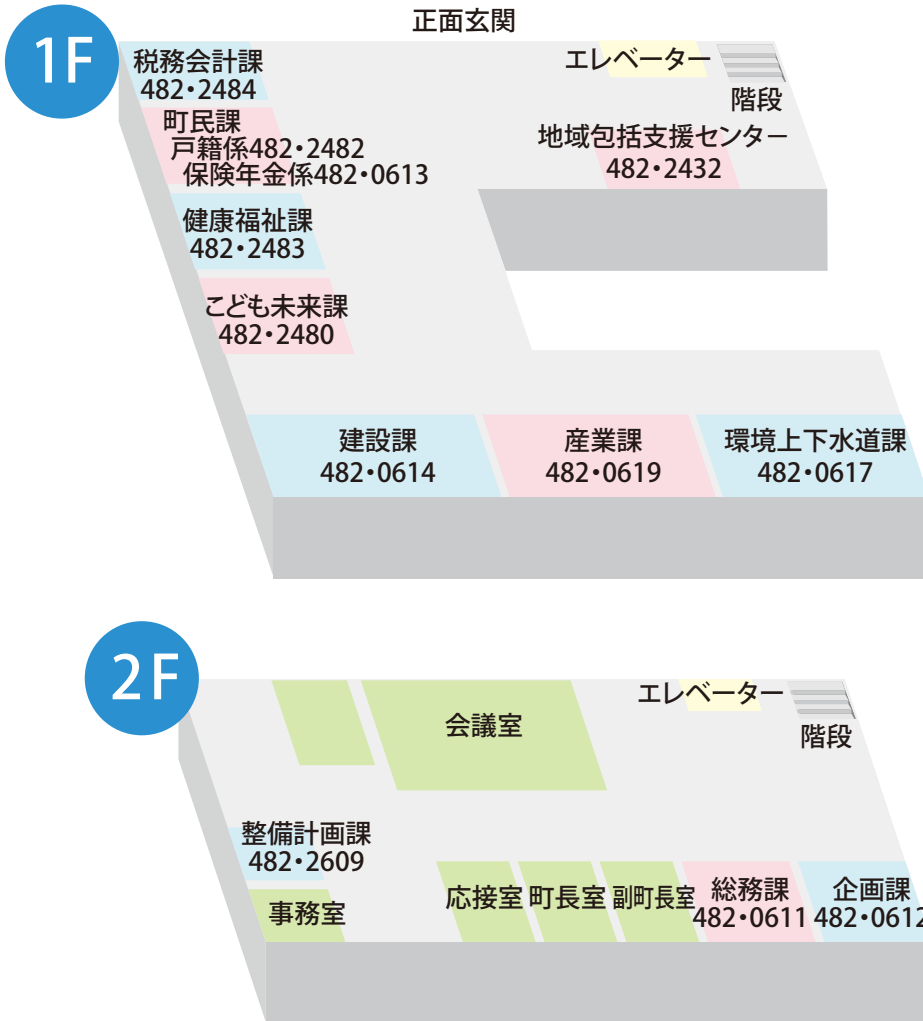 正面玄関
1F
税務会計課
482・2484
エレベーター
階段
町民課
戸籍係482・2482
保険年金係482・0613
地域包括支援センター
482・2432
健康福祉課
482・2483
こども未来課
482・2480
建設課
482・0614
産業課
482・0619
環境上下水道課
482・0617
2F
会議室
エレベーター
階段
整備計画課
482・2609
事務室
応接室
町長室
副町長室
総務課
482・0611
企画課
482・0612